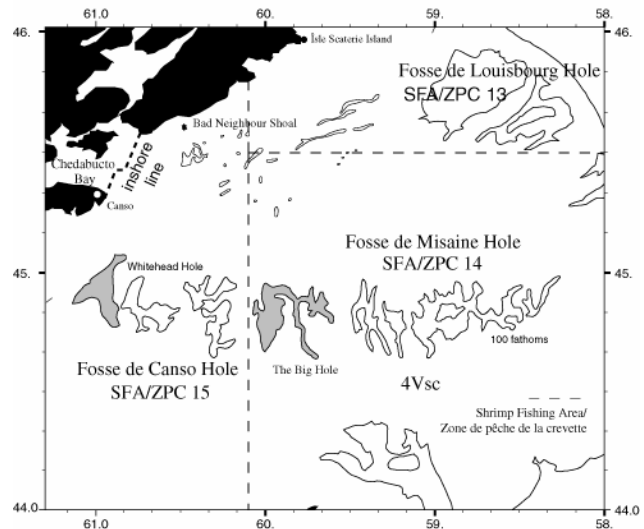 61.0 60. 59. 58.
46. 46.
Îsle Scaterie Island
Fosse de Louisbourg Hole
SFA/ZPC 13
Bad Neighbour Shoal
Chedabucto
Bay
inshore
line
Canso
Fosse de Misaine Hole
SFA/ZPC 14
45. 45.
Whitehead Hole
100 fathoms
The Big Hole
Fosse de Canso Hole
SFA/ZPC 15
4Vsc
Shrimp Fishing Area/
Zone de pêche de la crevette
44.0 44.0
61.0 60. 59. 58.